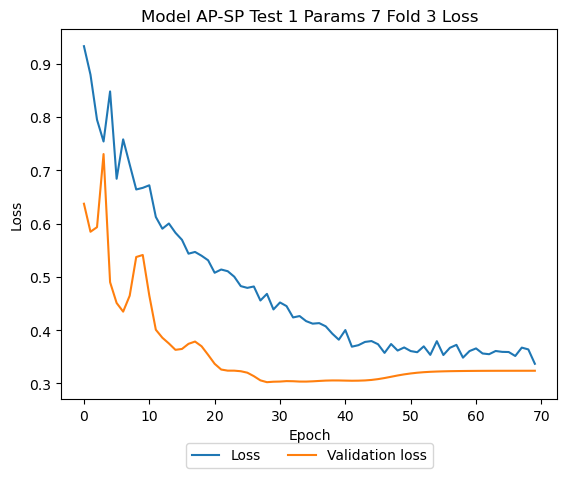 Model AP-SP Test 1 Params 7 Fold 3 Loss
Loss
0.9
0.8
0.7
0.6
0.5
0.4
0.3
0 10 20 30 40 50 60 70
Epoch
Loss Validation loss